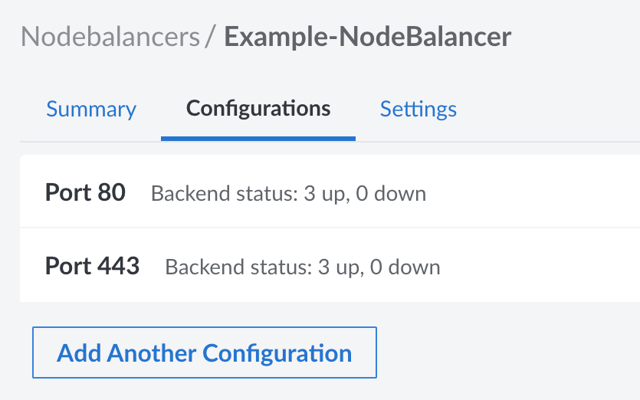 Nodebalancers / Example-NodeBalancer
Summary Configurations Settings
Port 80 Backend status: 3 up, 0 down
Port 443 Backend status: 3 up, 0 down
Add Another Configuration